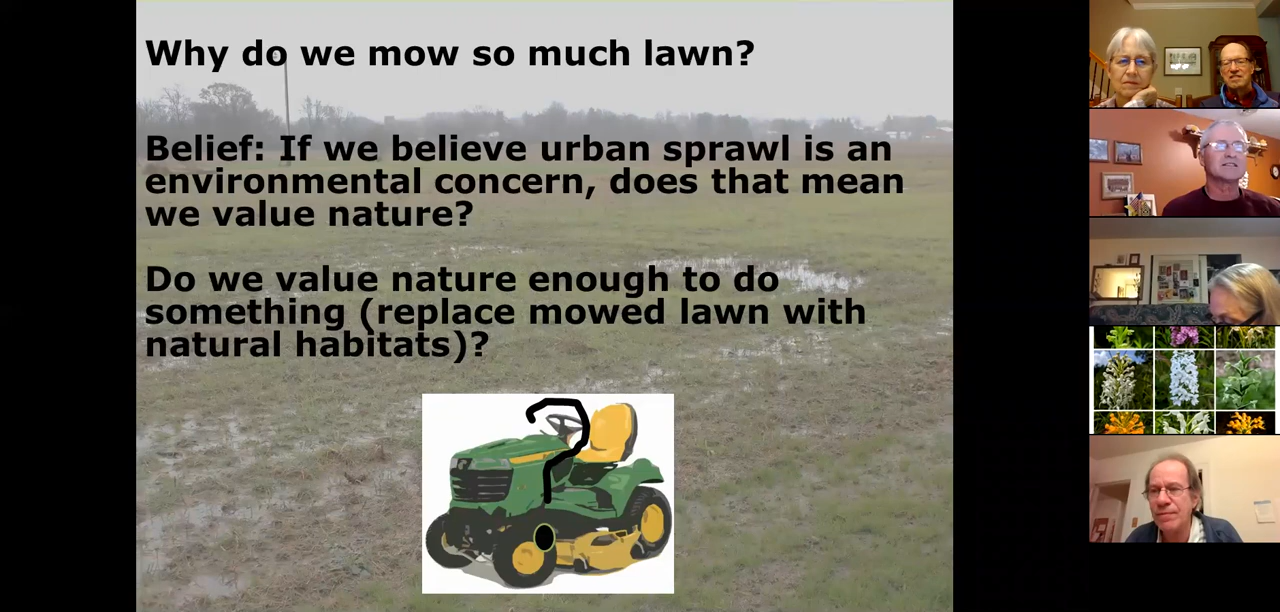 Why do we mow so much lawn?
Belief: If we believe urban sprawl is an
environmental concern, does that mean
we value nature?
Do we value nature enough to do
something (replace mowed lawn with
natural habitats)?
?